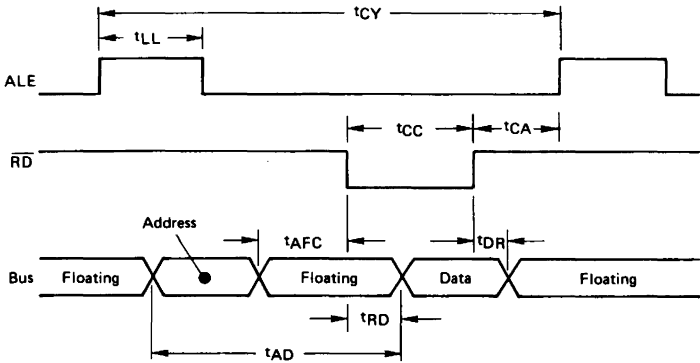 tCY
tLL
ALE
tCC
tCA
RD
Address
tAFC
tDR
Bus
Floating
Floating
Data
Floating
tRD
tAD